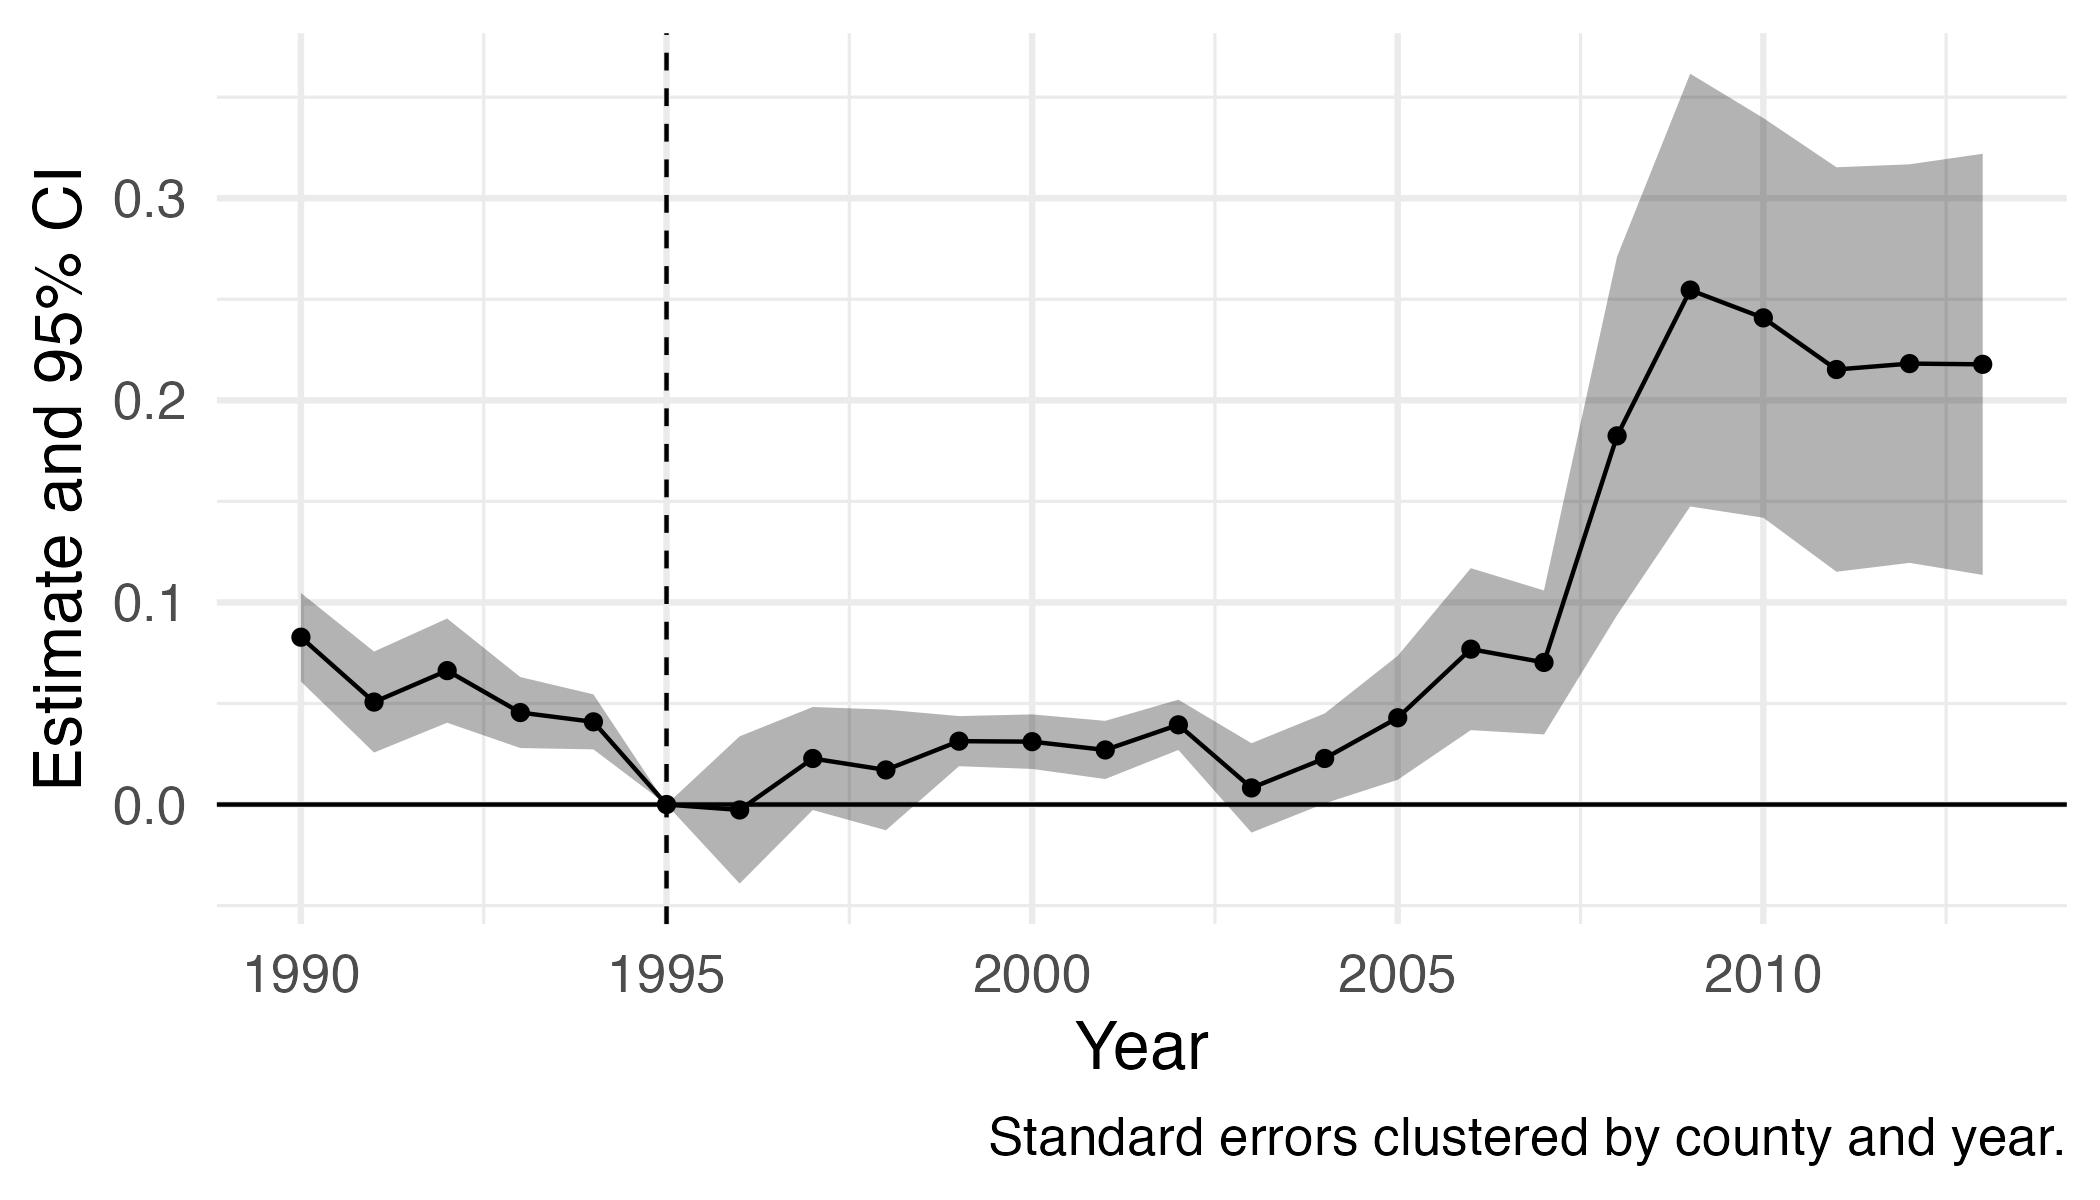 Estimate and 95% CI
0.3
0.2
0.1
0.0
1990 1995 2000 2005 2010
Year
Standard errors clustered by county and year.